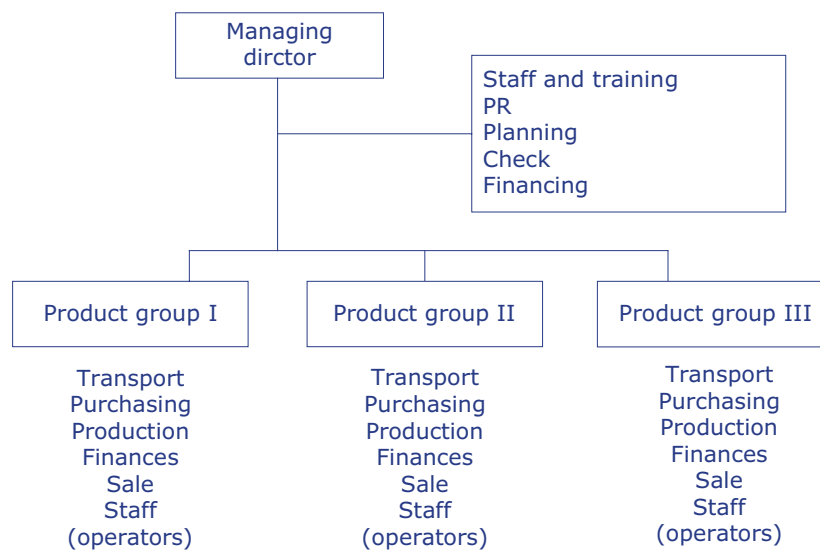 Managing
dirctor
Staff and training
PR
Planning
Check
Financing
Product group I
Product group II
Product group III
Transport
Purchasing
Production
Finances
Sale
Staff
(operators)
Transport
Purchasing
Production
Finances
Sale
Staff
(operators)
Transport
Purchasing
Production
Finances
Sale
Staff
(operators)